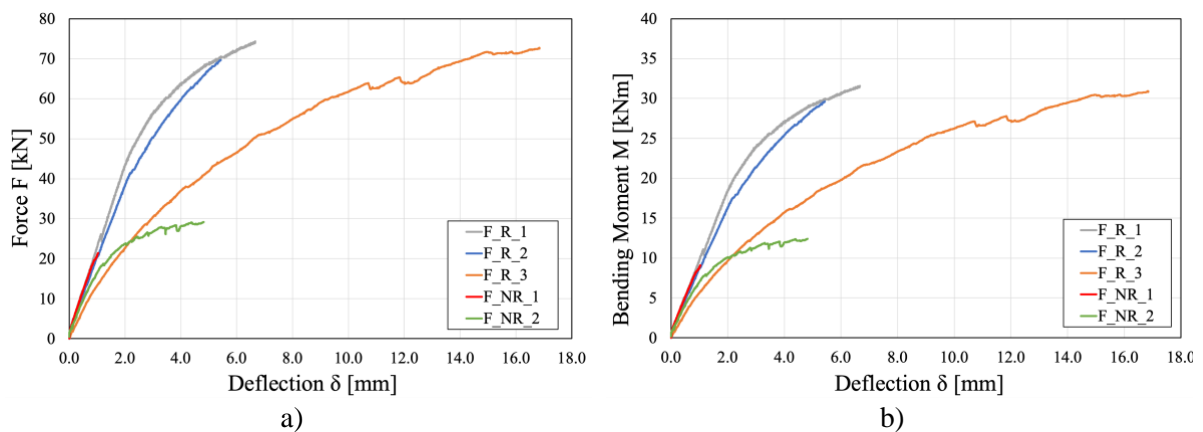 80
70
60
50
40
30
20
10
0
Force F [kN]
F_R_1
F_R_2
F_R_3
F_NR_1
F_NR_2
0.0 2.0 4.0 6.0 8.0 10.0 12.0 14.0 16.0 18.0
Deflection δ [mm]
a)
40
35
30
25
20
15
10
5
0
Bending Moment M [kNm]
F_R_1
F_R_2
F_R_3
F_NR_1
F_NR_2
0.0 2.0 4.0 6.0 8.0 10.0 12.0 14.0 16.0 18.0
Deflection δ [mm]
b)